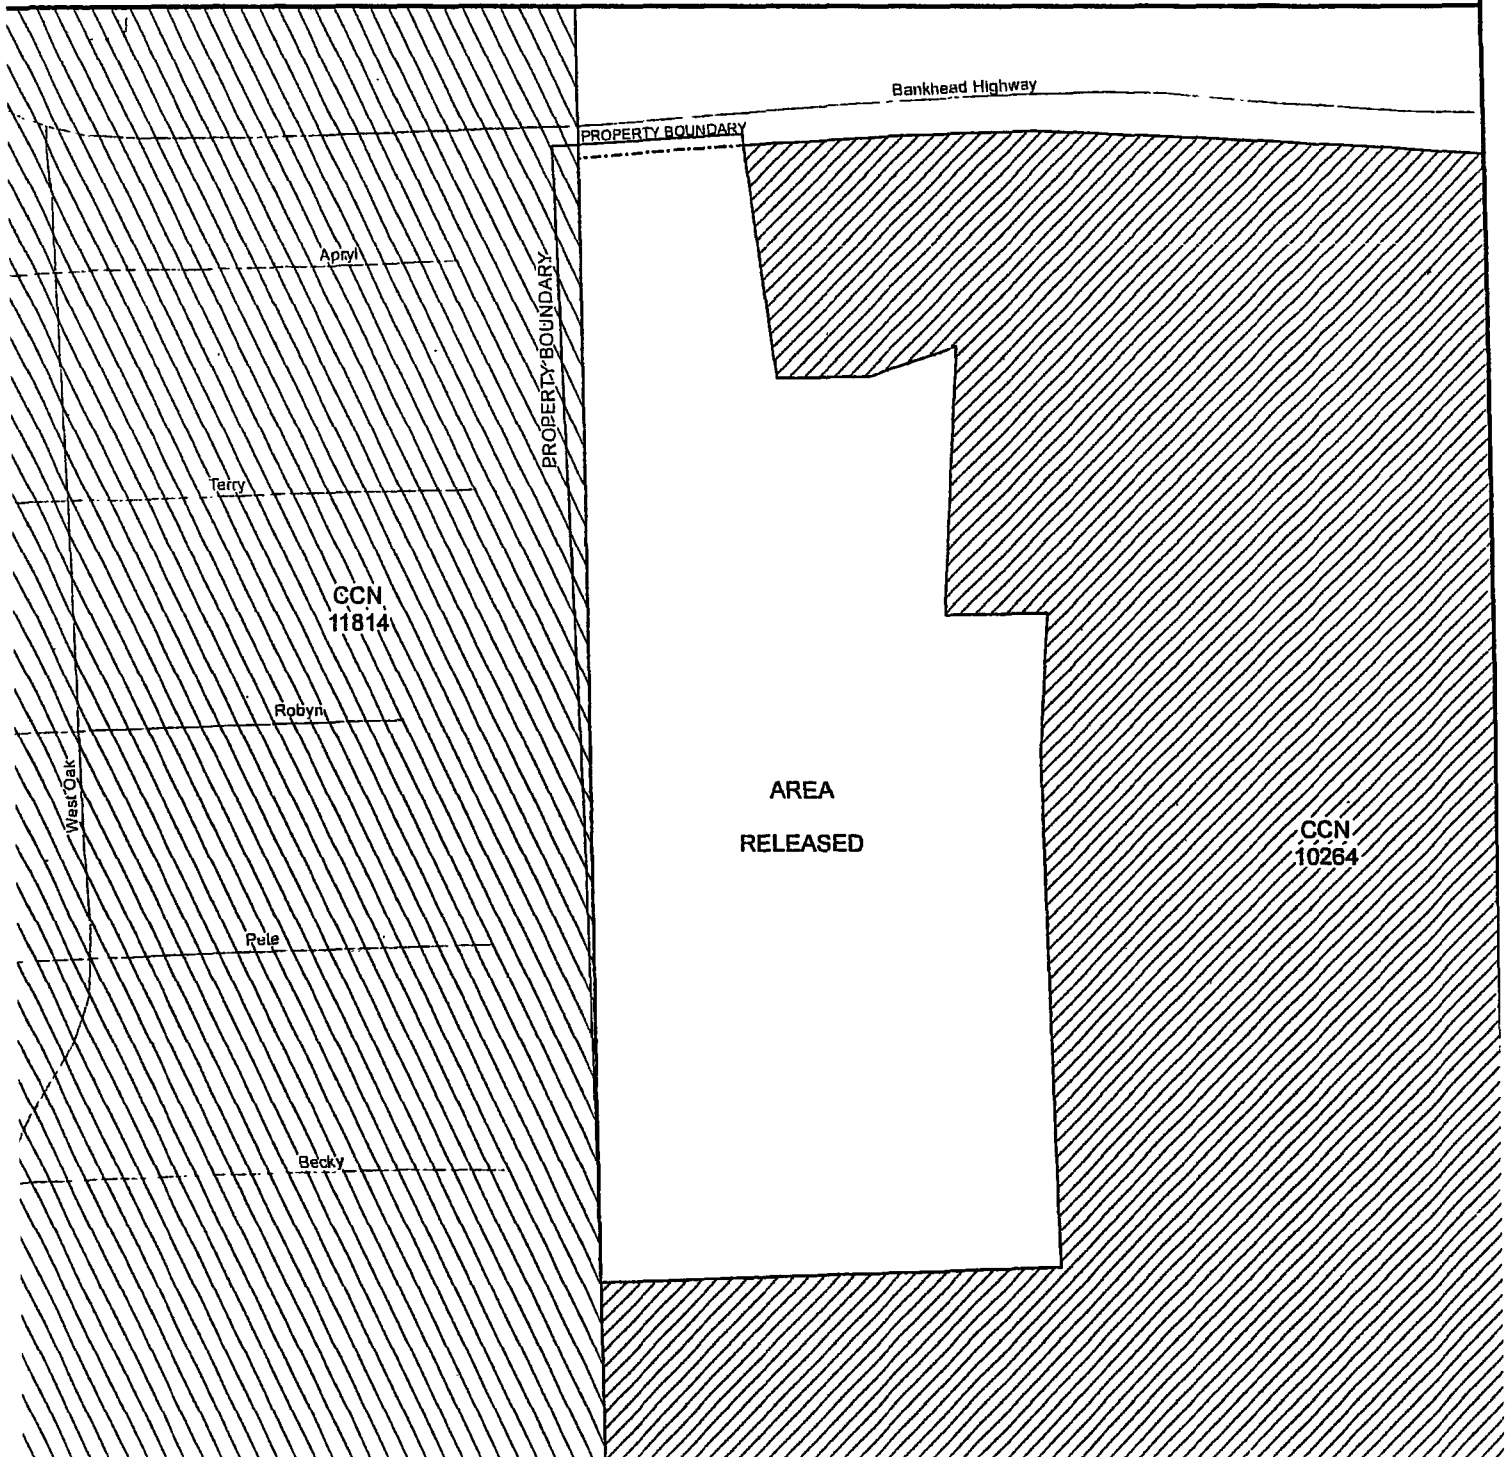 Bankhead Highway
PROPERTY BOUNDARY
Apryl
PROPERTY BOUNDARY
Terry
CCN
11814
Robyn
West Oak
AREA
RELEASED
CCN
10264
Pele
Becky